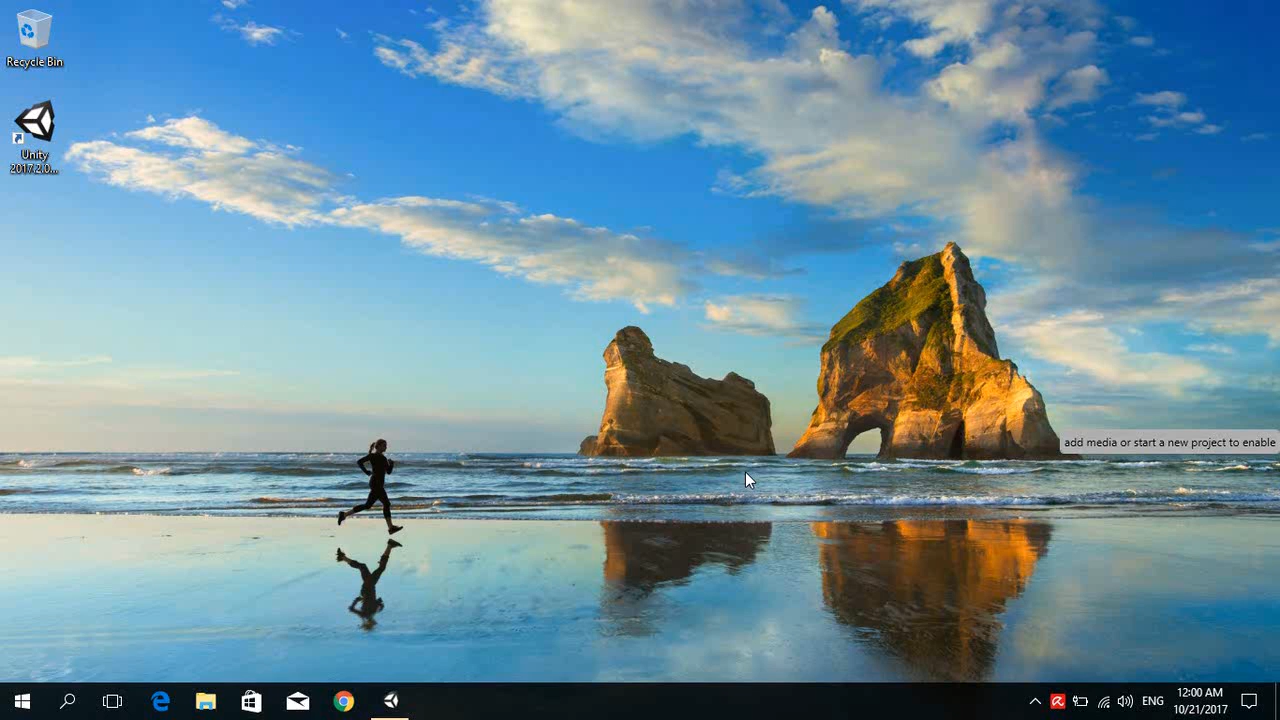 Recycle Bin
Unity
2017.2.0...
add media or start a new project to enable
ENG
12:00 AM
10/21/2017